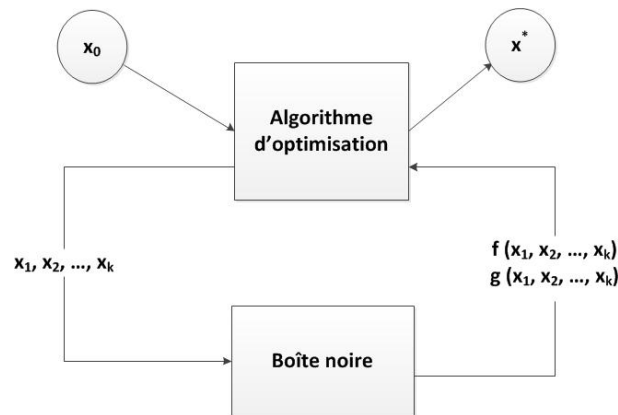 x₀
x*
Algorithme
d'optimisation
x₁, x₂, ..., xₖ
f (x₁, x₂, ..., xₖ)
g (x₁, x₂, ..., xₖ)
Boîte noire